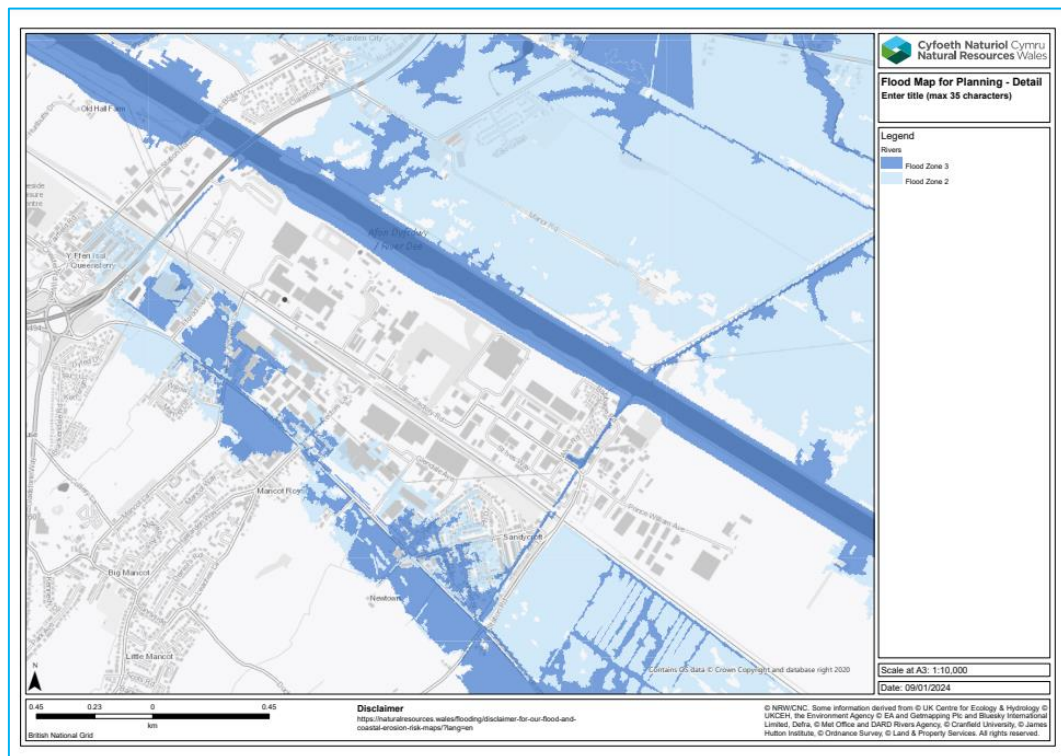 Cyfoeth Naturiol Cymru
Natural Resources Wales
Flood Map for Planning - Detail
Enter title (max 35 characters)
Legend
Rivers
Flood Zone 3
Flood Zone 2
Garden City
Old Hall Farm
Y Fferi Isaf
/ Queensferry
Afon Dyfrdwy
/ River Dee
Manor Rd
Factory Rd
Prince William Ave
Mancot Royal
Sandycroft
Big Mancot
Newtown
Little Mancot
Contains OS data © Crown Copyright and database right 2020
N
Scale at A3: 1:10,000
Date: 09/01/2024
0.45 0.23 0 0.45
km
British National Grid
Disclaimer
https://naturalresources.wales/flooding/disclaimer-for-our-flood-and-
coastal-erosion-risk-maps/?lang=en
© NRW/CNC. Some information derived from © UK Centre for Ecology & Hydrology ©
UKCEH, the Environment Agency © EA and Getmapping Plc and Bluesky International
Limited, Defra, © Met Office and DARD Rivers Agency, © Cranfield University, © James
Hutton Institute, © Ordnance Survey, © Land & Property Services. All rights reserved.